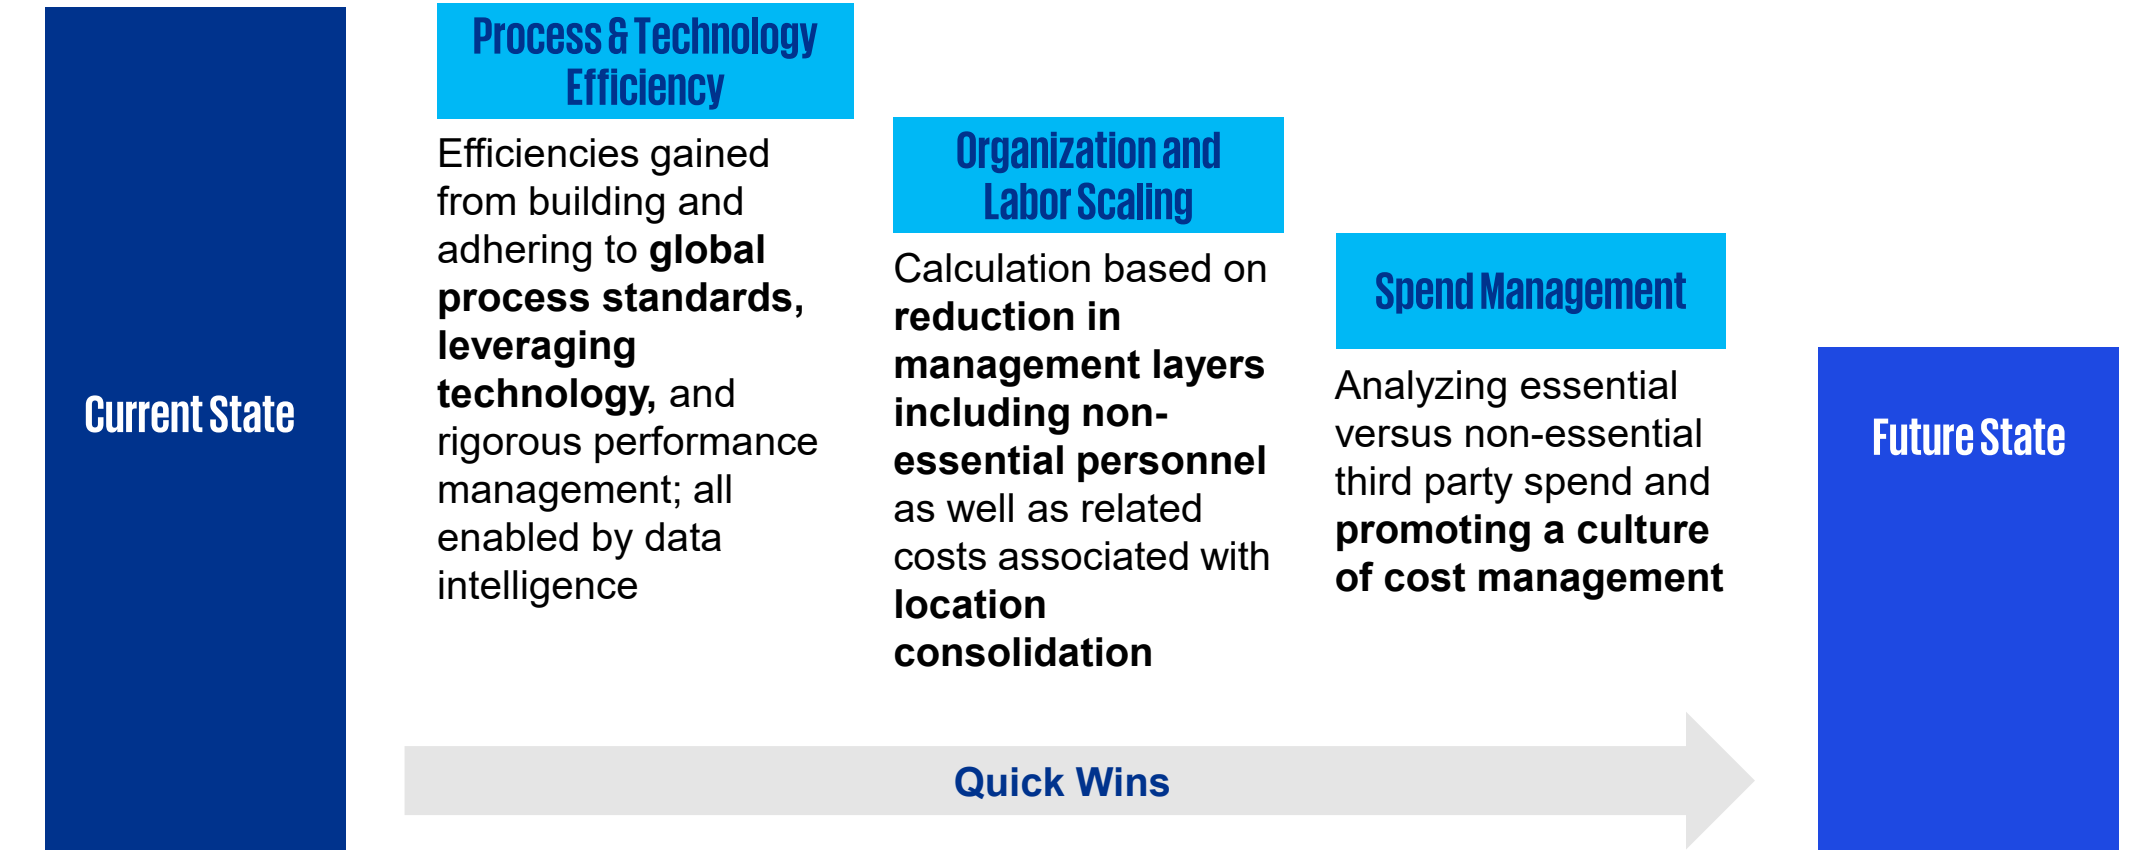 Current State
Process & Technology
Efficiency
Efficiencies gained
from building and
adhering to global
process standards,
leveraging
technology, and
rigorous performance
management; all
enabled by data
intelligence
Organization and
Labor Scaling
Calculation based on
reduction in
management layers
including non-
essential personnel
as well as related
costs associated with
location
consolidation
Spend Management
Analyzing essential
versus non-essential
third party spend and
promoting a culture
of cost management
Future State
Quick Wins